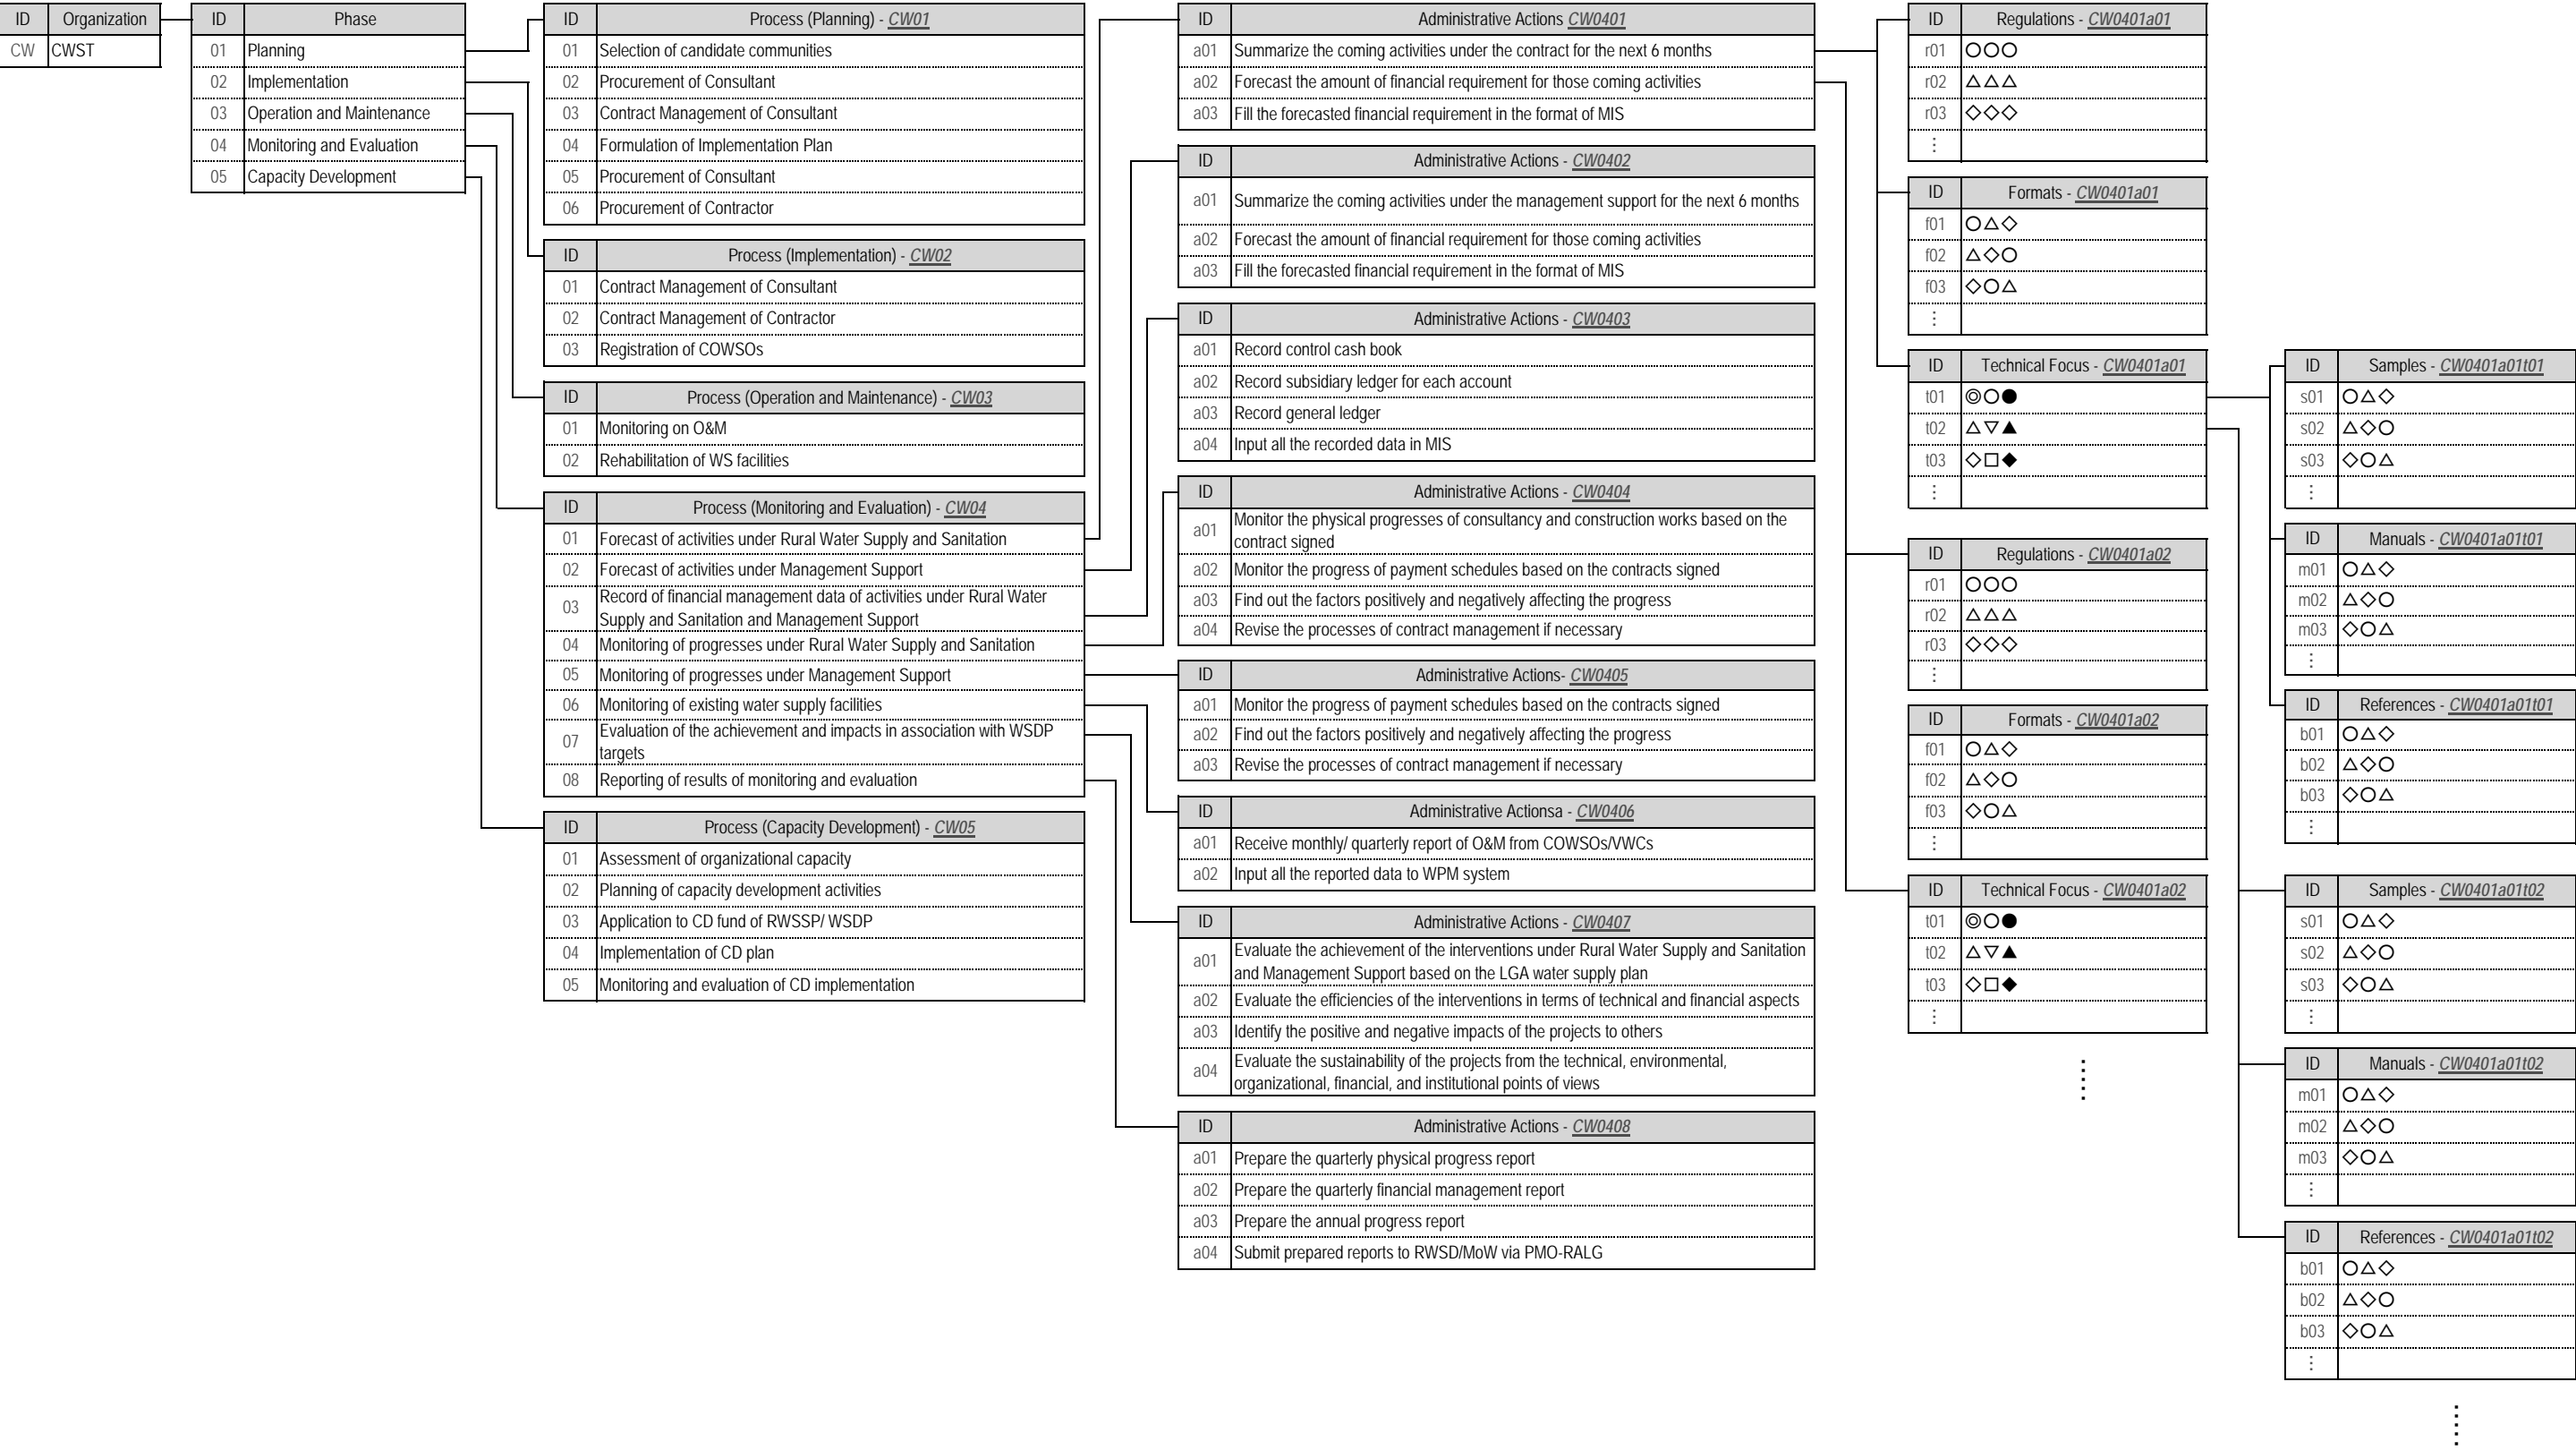 ID Organization
CW CWST
ID Phase
01 Planning
02 Implementation
03 Operation and Maintenance
04 Monitoring and Evaluation
05 Capacity Development
ID Process (Planning) - CW01
01 Selection of candidate communities
02 Procurement of Consultant
03 Contract Management of Consultant
04 Formulation of Implementation Plan
05 Procurement of Consultant
06 Procurement of Contractor
ID Process (Implementation) - CW02
01 Contract Management of Consultant
02 Contract Management of Contractor
03 Registration of COWSOs
ID Process (Operation and Maintenance) - CW03
01 Monitoring on O&M
02 Rehabilitation of WS facilities
ID Process (Monitoring and Evaluation) - CW04
01 Forecast of activities under Rural Water Supply and Sanitation
02 Forecast of activities under Management Support
03 Record of financial management data of activities under Rural Water
Supply and Sanitation and Management Support
04 Monitoring of progresses under Rural Water Supply and Sanitation
05 Monitoring of progresses under Management Support
06 Monitoring of existing water supply facilities
07 Evaluation of the achievement and impacts in association with WSDP
targets
08 Reporting of results of monitoring and evaluation
ID Process (Capacity Development) - CW05
01 Assessment of organizational capacity
02 Planning of capacity development activities
03 Application to CD fund of RWSSP/ WSDP
04 Implementation of CD plan
05 Monitoring and evaluation of CD implementation
ID Administrative Actions CW0401
a01 Summarize the coming activities under the contract for the next 6 months
a02 Forecast the amount of financial requirement for those coming activities
a03 Fill the forecasted financial requirement in the format of MIS
ID Administrative Actions - CW0402
a01 Summarize the coming activities under the management support for the next 6 months
a02 Forecast the amount of financial requirement for those coming activities
a03 Fill the forecasted financial requirement in the format of MIS
ID Administrative Actions - CW0403
a01 Record control cash book
a02 Record subsidiary ledger for each account
a03 Record general ledger
a04 Input all the recorded data in MIS
ID Administrative Actions - CW0404
a01 Monitor the physical progresses of consultancy and construction works based on the
contract signed
a02 Monitor the progress of payment schedules based on the contracts signed
a03 Find out the factors positively and negatively affecting the progress
a04 Revise the processes of contract management if necessary
ID Administrative Actions- CW0405
a01 Monitor the progress of payment schedules based on the contracts signed
a02 Find out the factors positively and negatively affecting the progress
a03 Revise the processes of contract management if necessary
ID Administrative Actionsa - CW0406
a01 Receive monthly/ quarterly report of O&M from COWSOs/VWCs
a02 Input all the reported data to WPM system
ID Administrative Actions - CW0407
a01 Evaluate the achievement of the interventions under Rural Water Supply and Sanitation
and Management Support based on the LGA water supply plan
a02 Evaluate the efficiencies of the interventions in terms of technical and financial aspects
a03 Identify the positive and negative impacts of the projects to others
a04 Evaluate the sustainability of the projects from the technical, environmental,
organizational, financial, and institutional points of views
ID Administrative Actions - CW0408
a01 Prepare the quarterly physical progress report
a02 Prepare the quarterly financial management report
a03 Prepare the annual progress report
a04 Submit prepared reports to RWSD/MoW via PMO-RALG
ID Regulations - CW0401a01
r01 ○○○
r02 △△△
r03 ◇◇◇
⋮
ID Formats - CW0401a01
f01 ○△◇
f02 △◇○
f03 ◇○△
⋮
ID Technical Focus - CW0401a01
t01 ◎○●
t02 △▽▲
t03 ◇□◆
⋮
ID Regulations - CW0401a02
r01 ○○○
r02 △△△
r03 ◇◇◇
⋮
ID Formats - CW0401a02
f01 ○△◇
f02 △◇○
f03 ◇○△
⋮
ID Technical Focus - CW0401a02
t01 ◎○●
t02 △▽▲
t03 ◇□◆
⋮
ID Samples - CW0401a01t01
s01 ○△◇
s02 △◇○
s03 ◇○△
⋮
ID Manuals - CW0401a01t01
m01 ○△◇
m02 △◇○
m03 ◇○△
⋮
ID References - CW0401a01t01
b01 ○△◇
b02 △◇○
b03 ◇○△
⋮
ID Samples - CW0401a01t02
s01 ○△◇
s02 △◇○
s03 ◇○△
⋮
ID Manuals - CW0401a01t02
m01 ○△◇
m02 △◇○
m03 ◇○△
⋮
ID References - CW0401a01t02
b01 ○△◇
b02 △◇○
b03 ◇○△
⋮